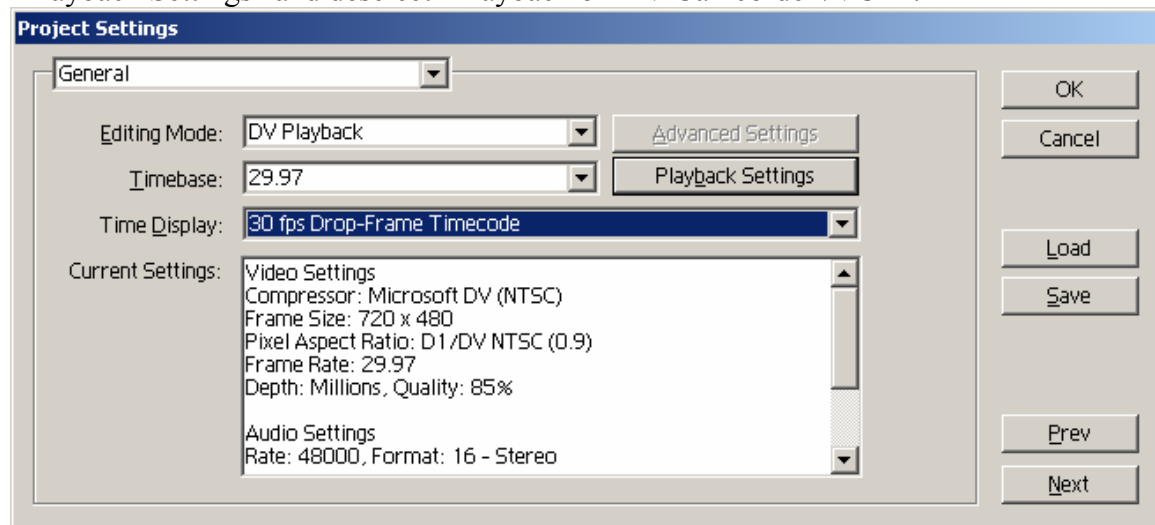 Project Settings
General
OK
Editing Mode: DV Playback Advanced Settings
Cancel
Timebase: 29.97 Playback Settings
Time Display: 30 fps Drop-Frame Timecode
Load
Current Settings: Video Settings
Compressor: Microsoft DV (NTSC)
Save
Frame Size: 720 x 480
Pixel Aspect Ratio: D1/DV NTSC (0.9)
Frame Rate: 29.97
Depth: Millions, Quality: 85%
Audio Settings
Prev
Rate: 48000, Format: 16 - Stereo
Next